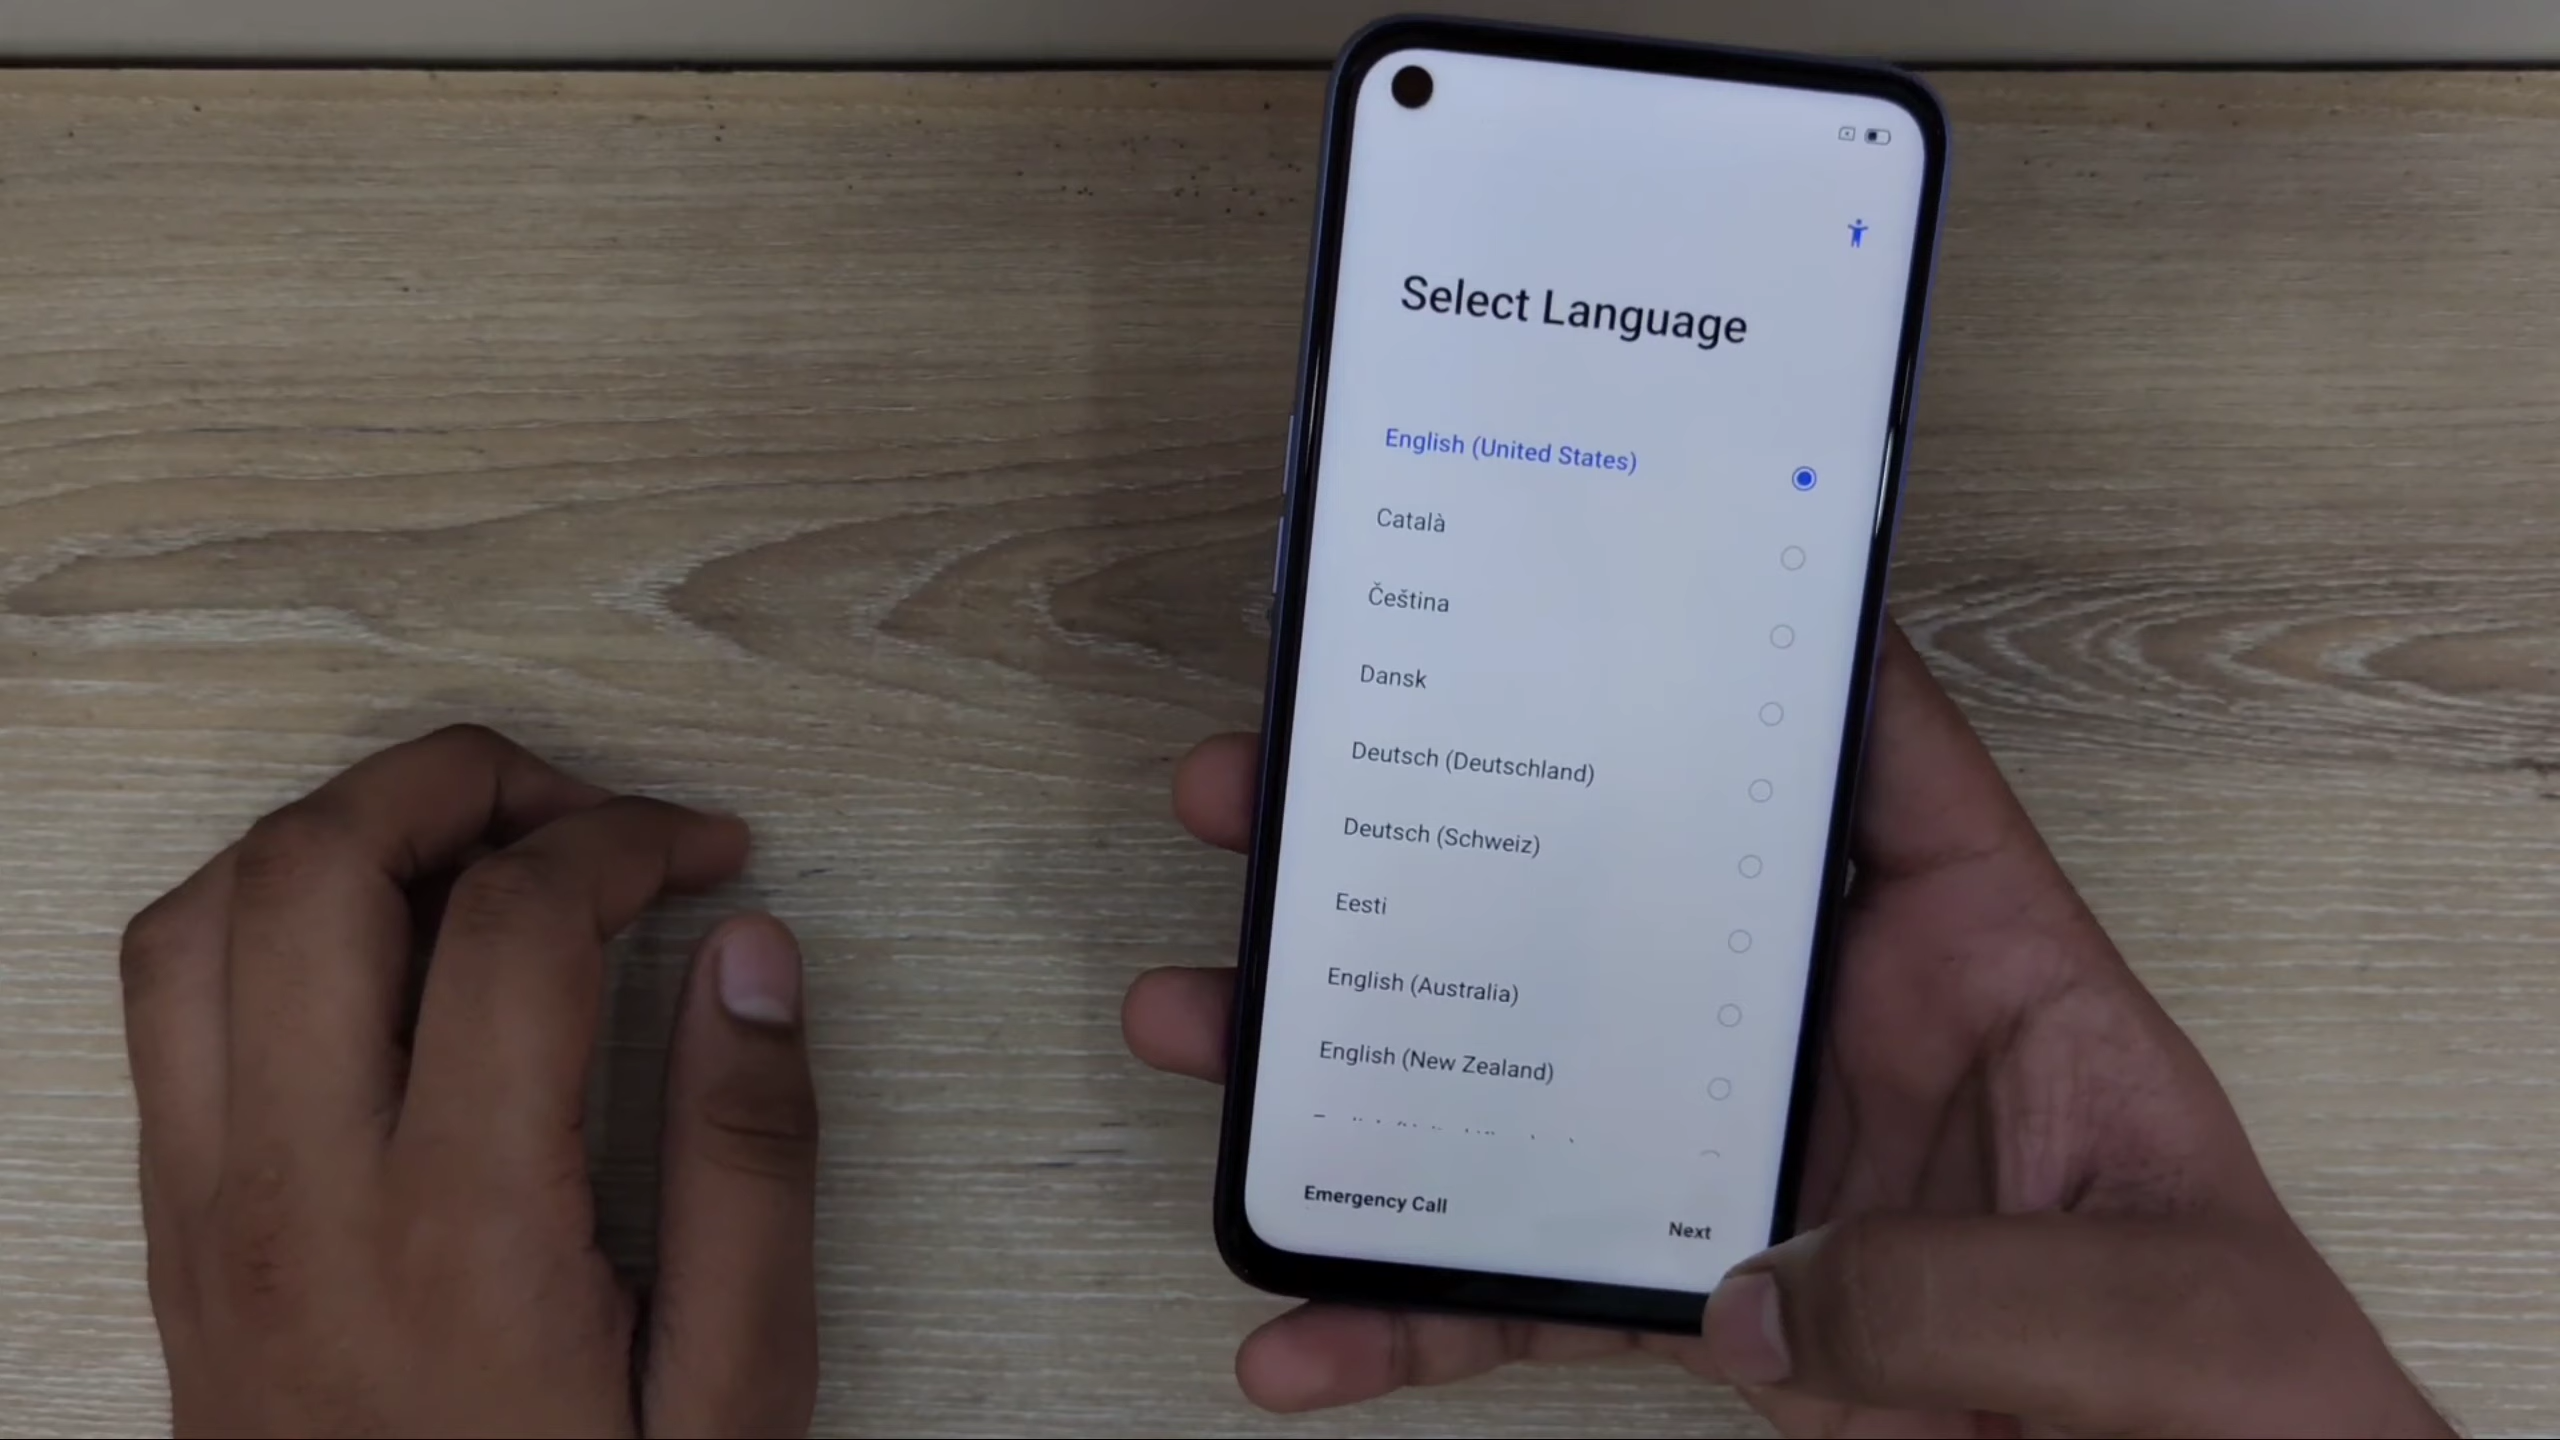 Select Language
English (United States)
Català
Čeština
Dansk
Deutsch (Deutschland)
Deutsch (Schweiz)
Eesti
English (Australia)
English (New Zealand)
Emergency Call
Next